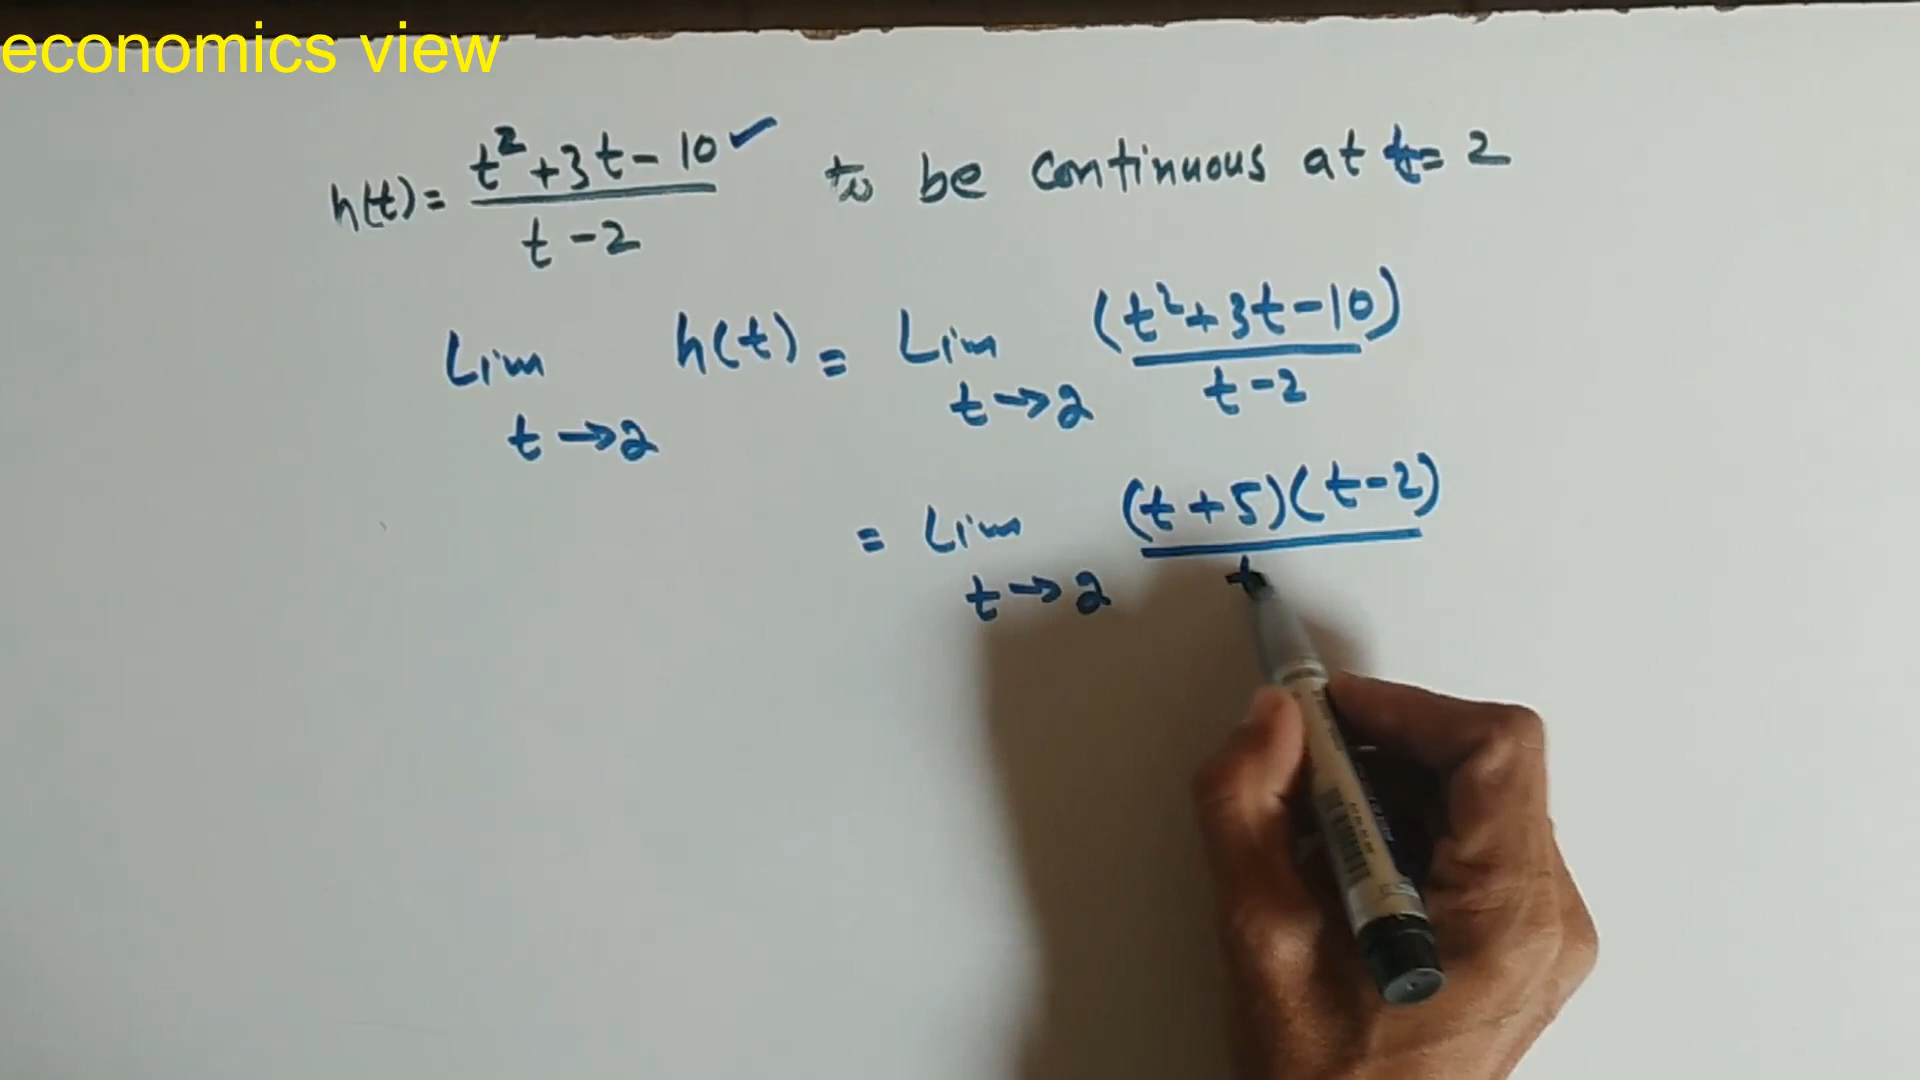 economics view
h(t) = t²+3t-10 ✓ / t-2 to be continuous at t = 2
Lim t→2 h(t) = Lim t→2 (t²+3t-10) / t-2
= Lim t→2 (t+5)(t-2) / t